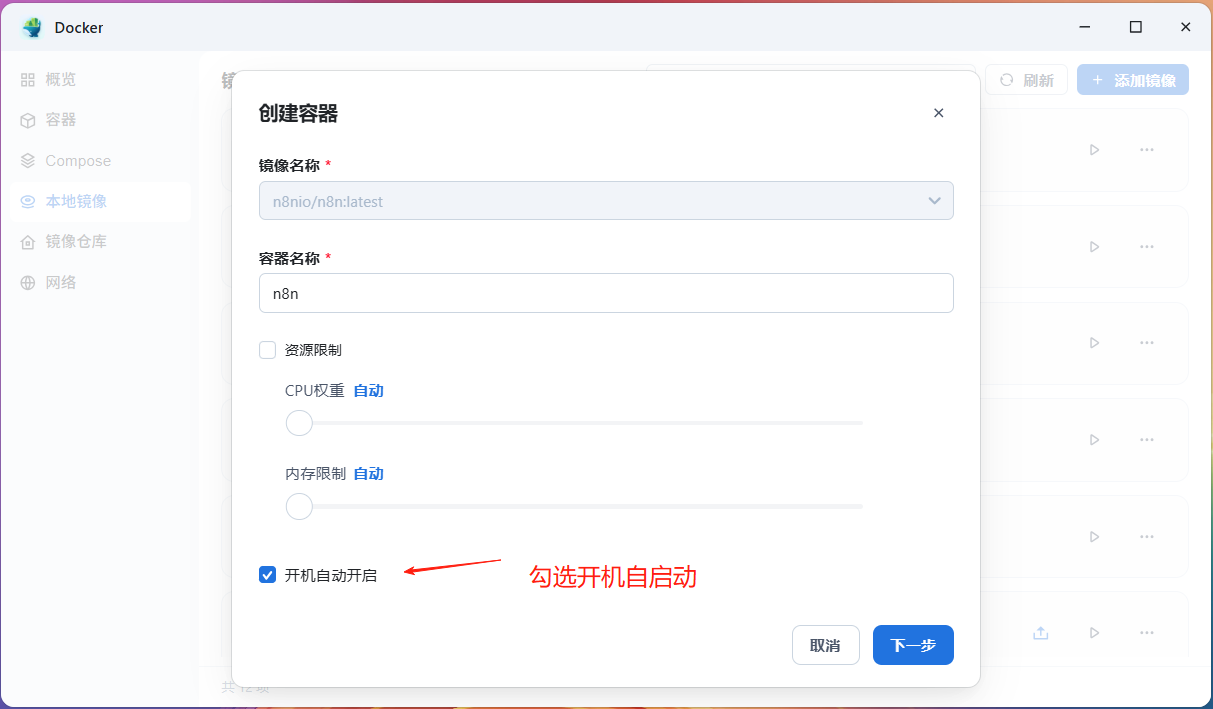 Docker
概览
容器
Compose
本地镜像
镜像仓库
网络
刷新
+ 添加镜像
创建容器
镜像名称 *
n8nio/n8n:latest
容器名称 *
n8n
资源限制
CPU权重 自动
内存限制 自动
开机自动开启
勾选开机自启动
取消
下一步
共 12 项